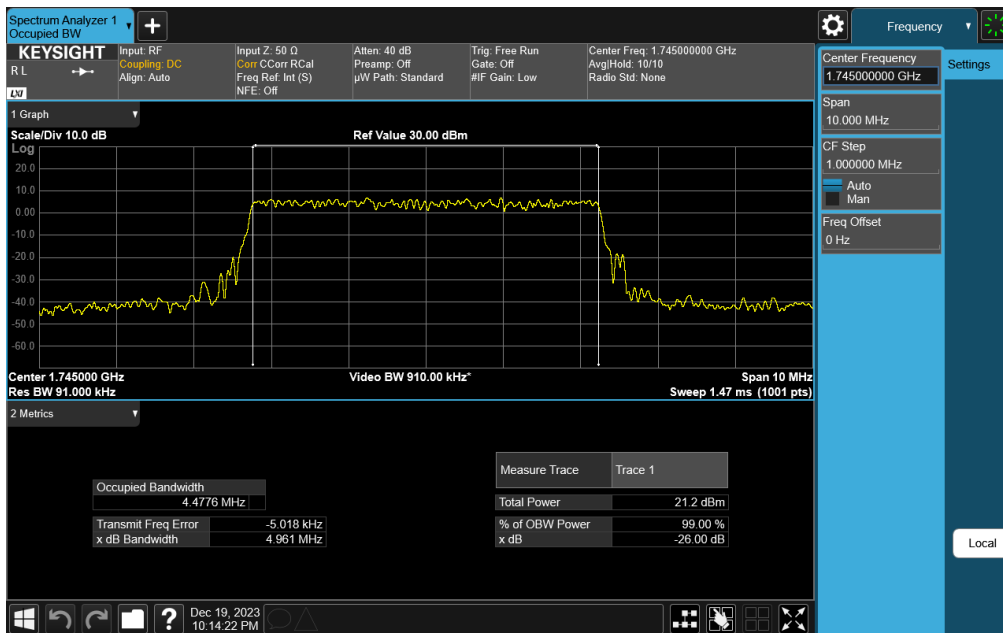 Spectrum Analyzer 1
Occupied BW
Frequency
KEYSIGHT
R L
LXI
Input: RF
Coupling: DC
Align: Auto
Input Z: 50 Ω
Corr CCorr RCal
Freq Ref: Int (S)
NFE: Off
Atten: 40 dB
Preamp: Off
µW Path: Standard
Trig: Free Run
Gate: Off
#IF Gain: Low
Center Freq: 1.745000000 GHz
Avg|Hold: 10/10
Radio Std: None
Center Frequency
1.745000000 GHz
Settings
Span
10.000 MHz
CF Step
1.000000 MHz
Auto
Man
Freq Offset
0 Hz
Local
1 Graph
Scale/Div 10.0 dB
Ref Value 30.00 dBm
Log
20.0
10.0
0.00
-10.0
-20.0
-30.0
-40.0
-50.0
-60.0
Center 1.745000 GHz
Video BW 910.00 kHz*
Span 10 MHz
Res BW 91.000 kHz
Sweep 1.47 ms (1001 pts)
2 Metrics
Occupied Bandwidth
4.4776 MHz
Transmit Freq Error -5.018 kHz
x dB Bandwidth 4.961 MHz
Measure Trace Trace 1
Total Power 21.2 dBm
% of OBW Power 99.00 %
x dB -26.00 dB
?
Dec 19, 2023
10:14:22 PM